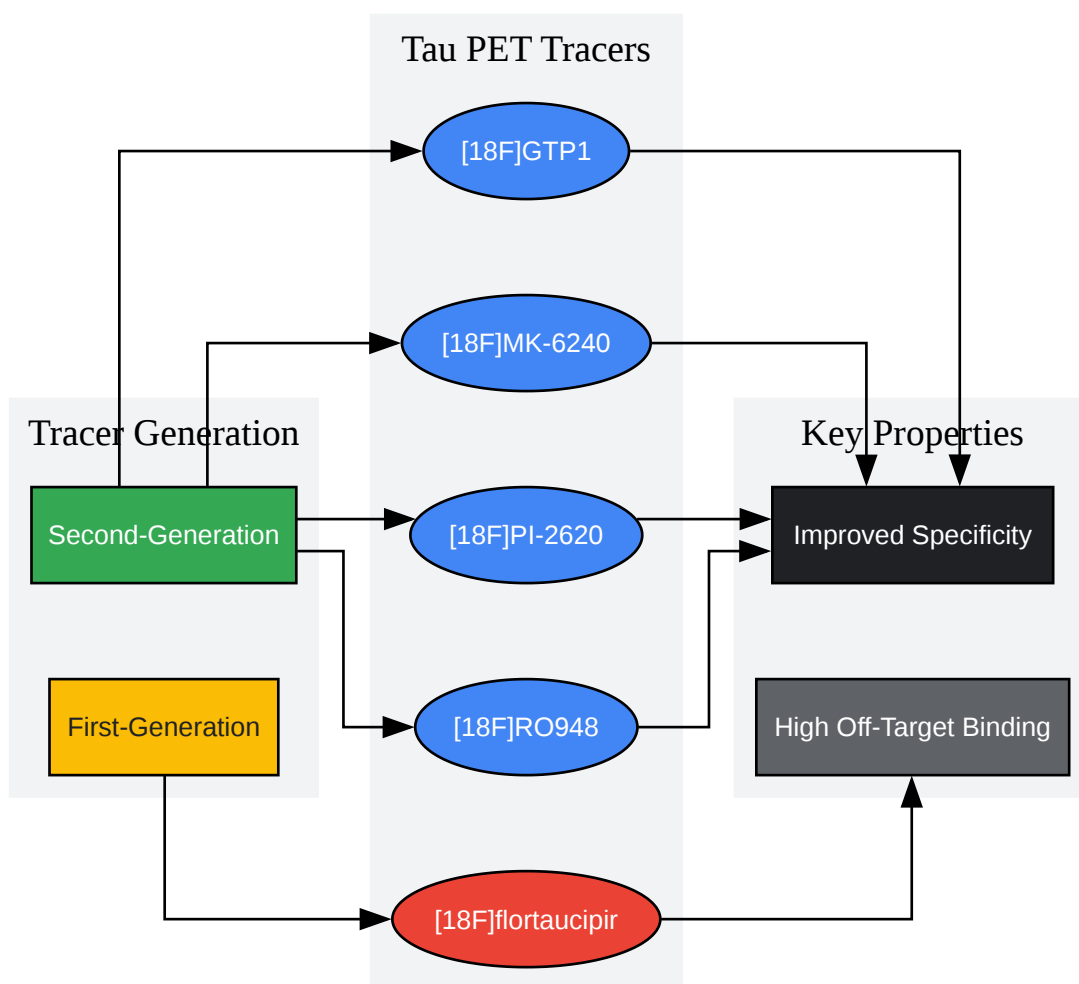 Tau PET Tracers
[18F]GTP1
[18F]MK-6240
Tracer Generation
Key Properties
Second-Generation
[18F]PI-2620
Improved Specificity
First-Generation
[18F]RO948
High Off-Target Binding
[18F]flortaucipir